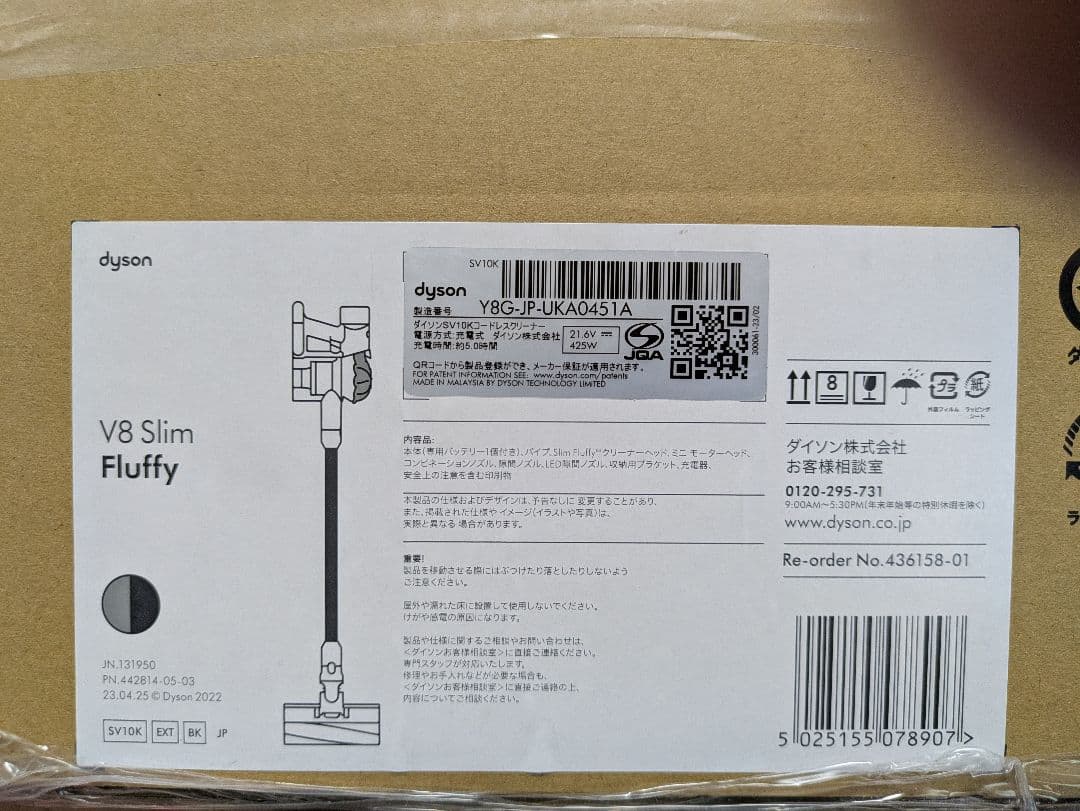 dyson
V8 Slim
Fluffy
JN.131950
PN.442814-05-03
23.04.25 © Dyson 2022
SV10K EXT BK JP
SV10K
dyson
製造番号 Y8G-JP-UKA0451A
ダイソンSV10Kコードレスクリーナー
電源方式:充電式 ダイソン株式会社
充電時間:約5.0時間
21.6V
425W
JQA
300061-33/02
QRコードから製品登録ができ、メーカー保証が適用されます。
FOR PATENT INFORMATION SEE: www.dyson.com/patents
MADE IN MALAYSIA BY DYSON TECHNOLOGY LIMITED
内容品:
本体(専用バッテリー1個付き)、パイプ、Slim Fluffy™クリーナーヘッド、ミニ モーターヘッド、
コンビネーションノズル、隙間ノズル、LED隙間ノズル、収納用ブラケット、充電器、
安全上の注意を含む印刷物
本製品の仕様およびデザインは、予告なしに変更することがあり、
また、掲載された仕様やイメージ(イラストや写真)は、
実際と異なる場合があります。
重要!
製品を移動させる際にはぶつけたり落としたりしないよう
ご注意ください。
屋外や濡れた床に設置して使用しないでください。
けがや感電の原因になります。
製品や仕様に関するご相談やお問い合わせは、
<ダイソンお客様相談室>に直接ご連絡ください。
専門スタッフが対応いたします。
修理やお手入れなどが必要な場合も、
<ダイソンお客様相談室>に直接ご連絡の上、
内容についてご相談ください。
8
プラ
紙
外装フィルム
ラッピング
シート
ダイソン株式会社
お客様相談室
0120-295-731
9:00AM~5:30PM(年末年始等の特別休暇を除く)
www.dyson.co.jp
Re-order No.436158-01
5 025155 078907 >